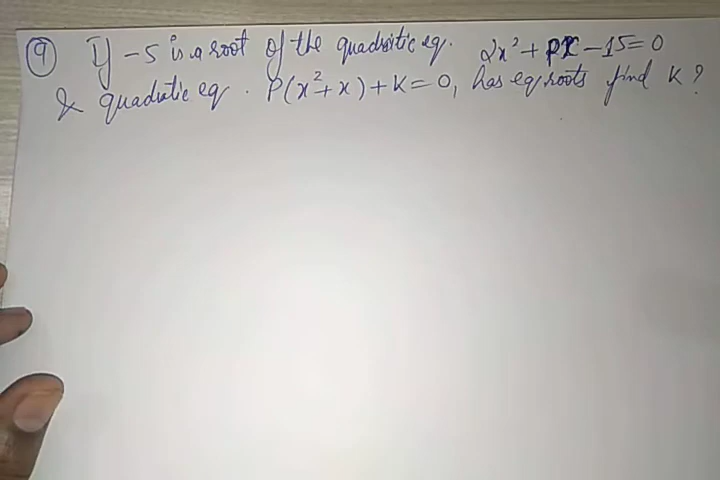 9 If -5 is a root of the quadratic eq. 2x² + px - 15 = 0
& quadratic eq. P(x² + x) + K = 0, has eq roots find K ?